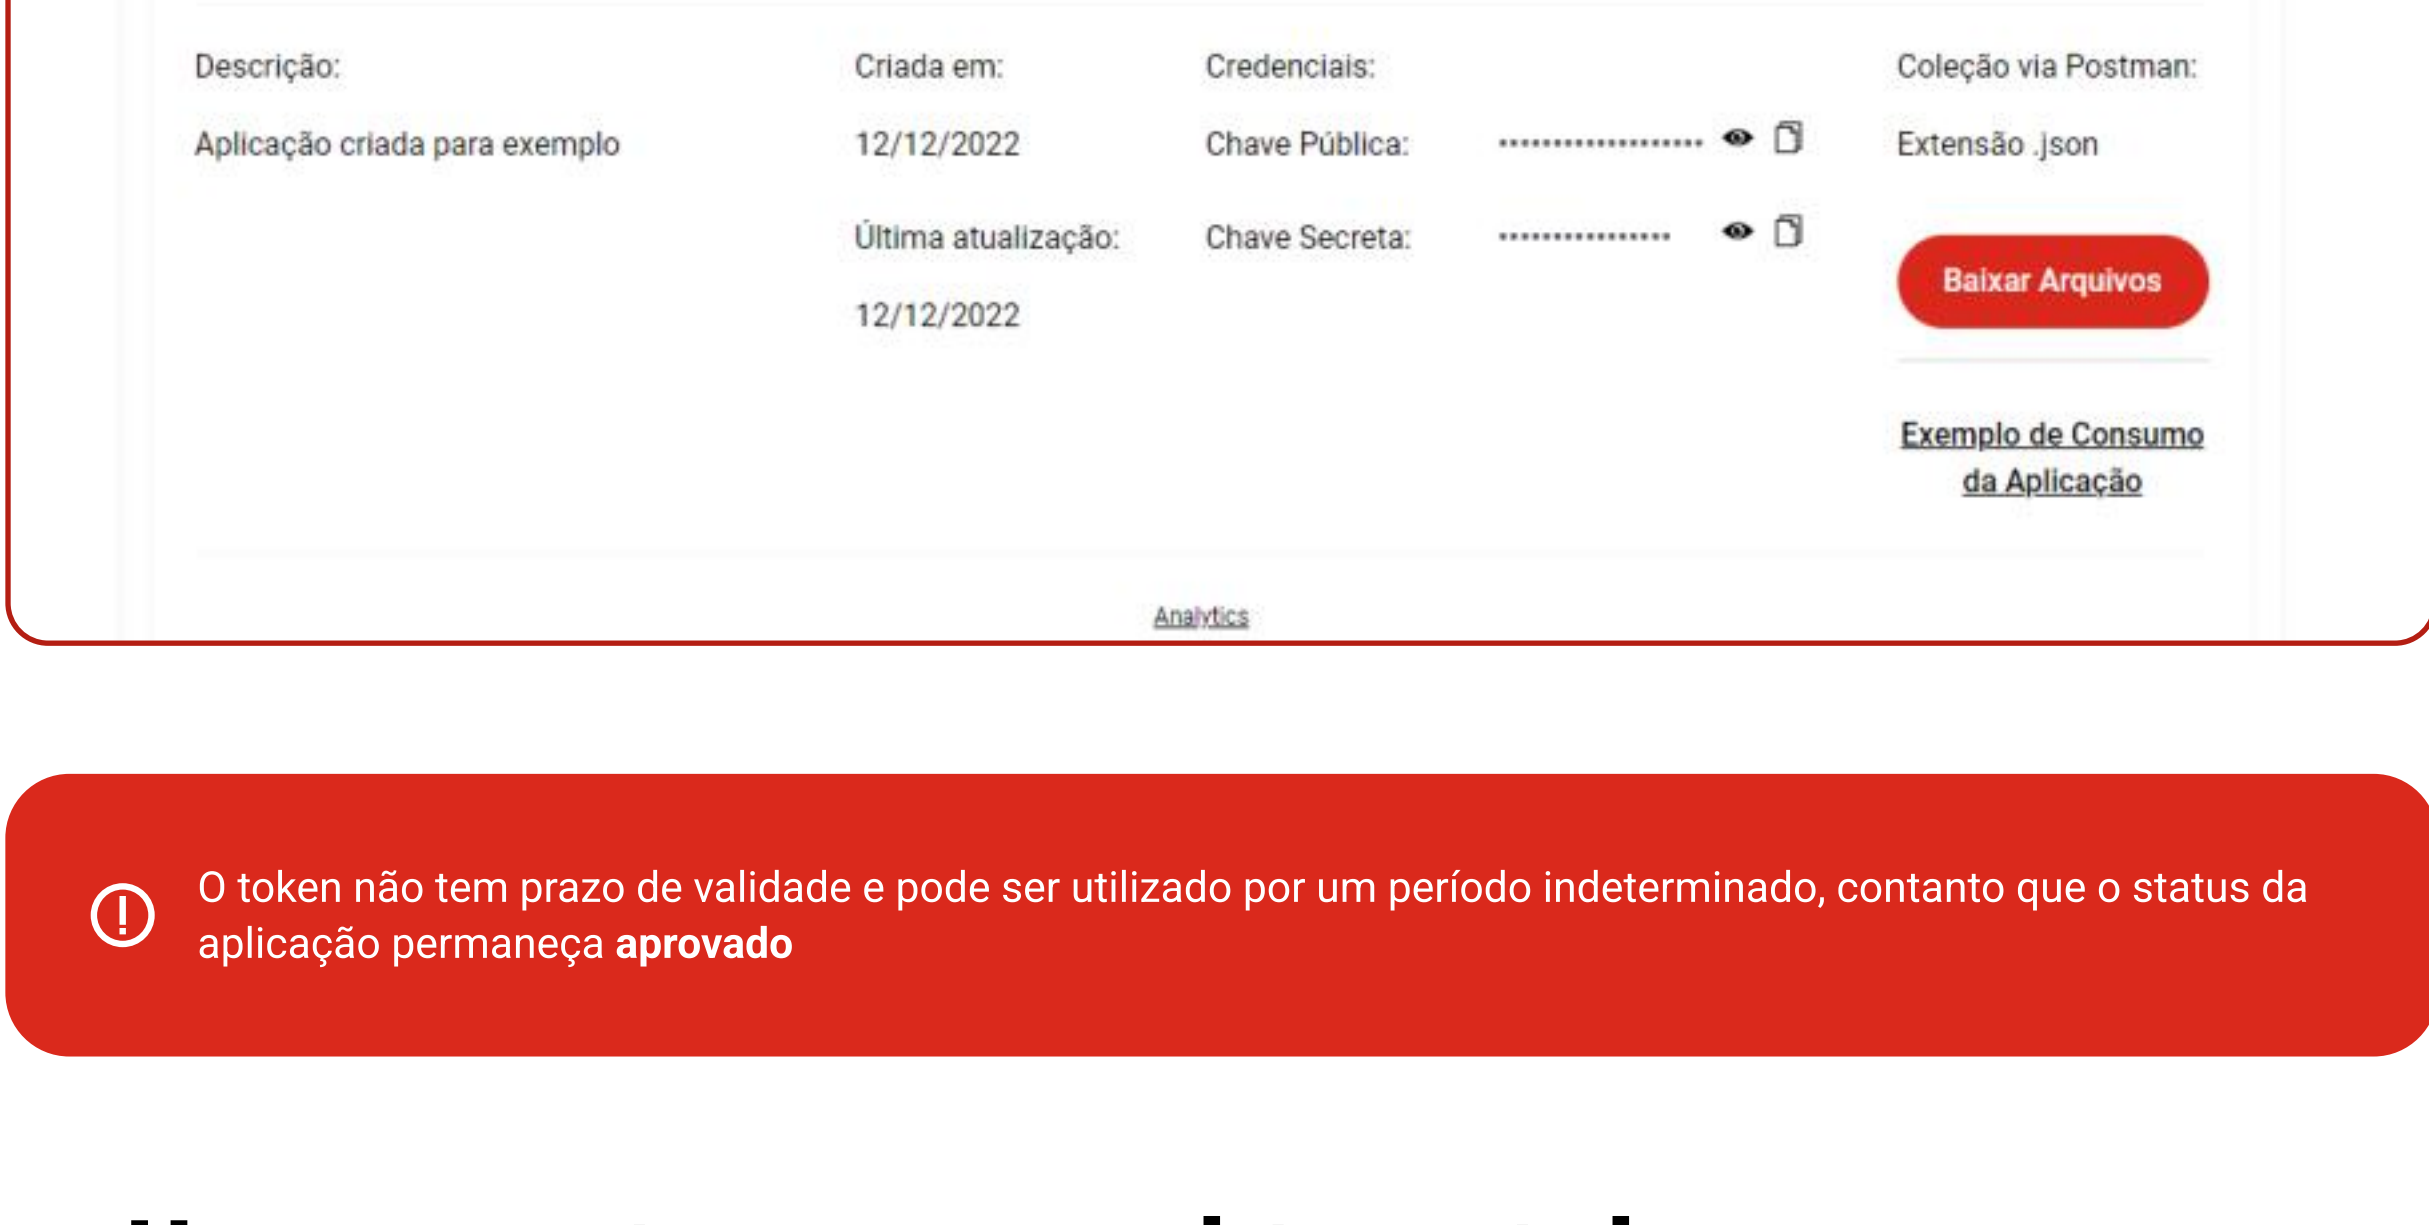 Descrição:
Criada em:
Credenciais:
Coleção via Postman:
Aplicação criada para exemplo
12/12/2022
Chave Pública:
Extensão .json
Última atualização:
Chave Secreta:
Baixar Arquivos
12/12/2022
Exemplo de Consumo
da Aplicação
Analytics
O token não tem prazo de validade e pode ser utilizado por um período indeterminado, contanto que o status da
aplicação permaneça aprovado